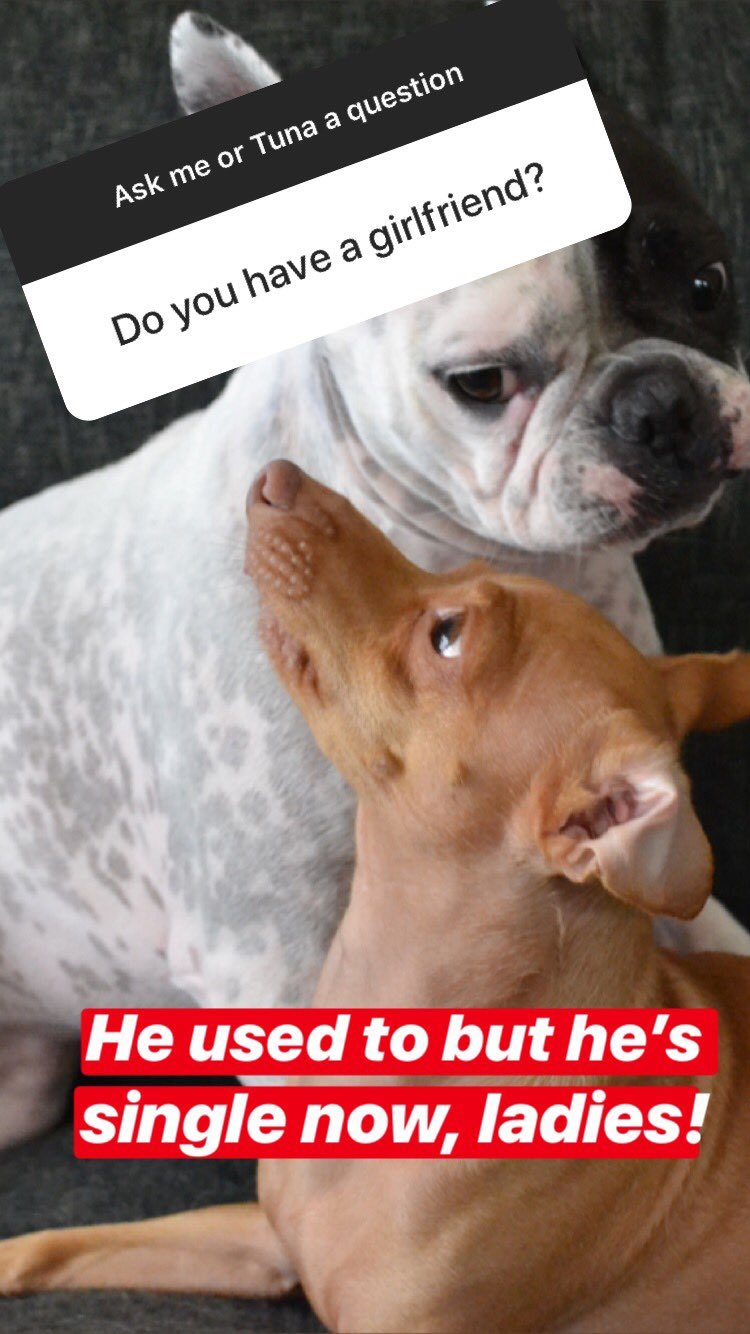 Ask me or Tuna a question
Do you have a girlfriend?
He used to but he's
single now, ladies!